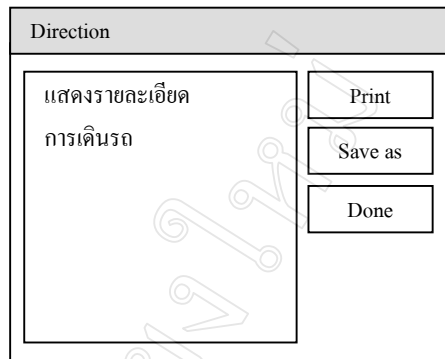 Direction
แสดงรายละเอียด
การเดินรถ
Print
Save as
Done